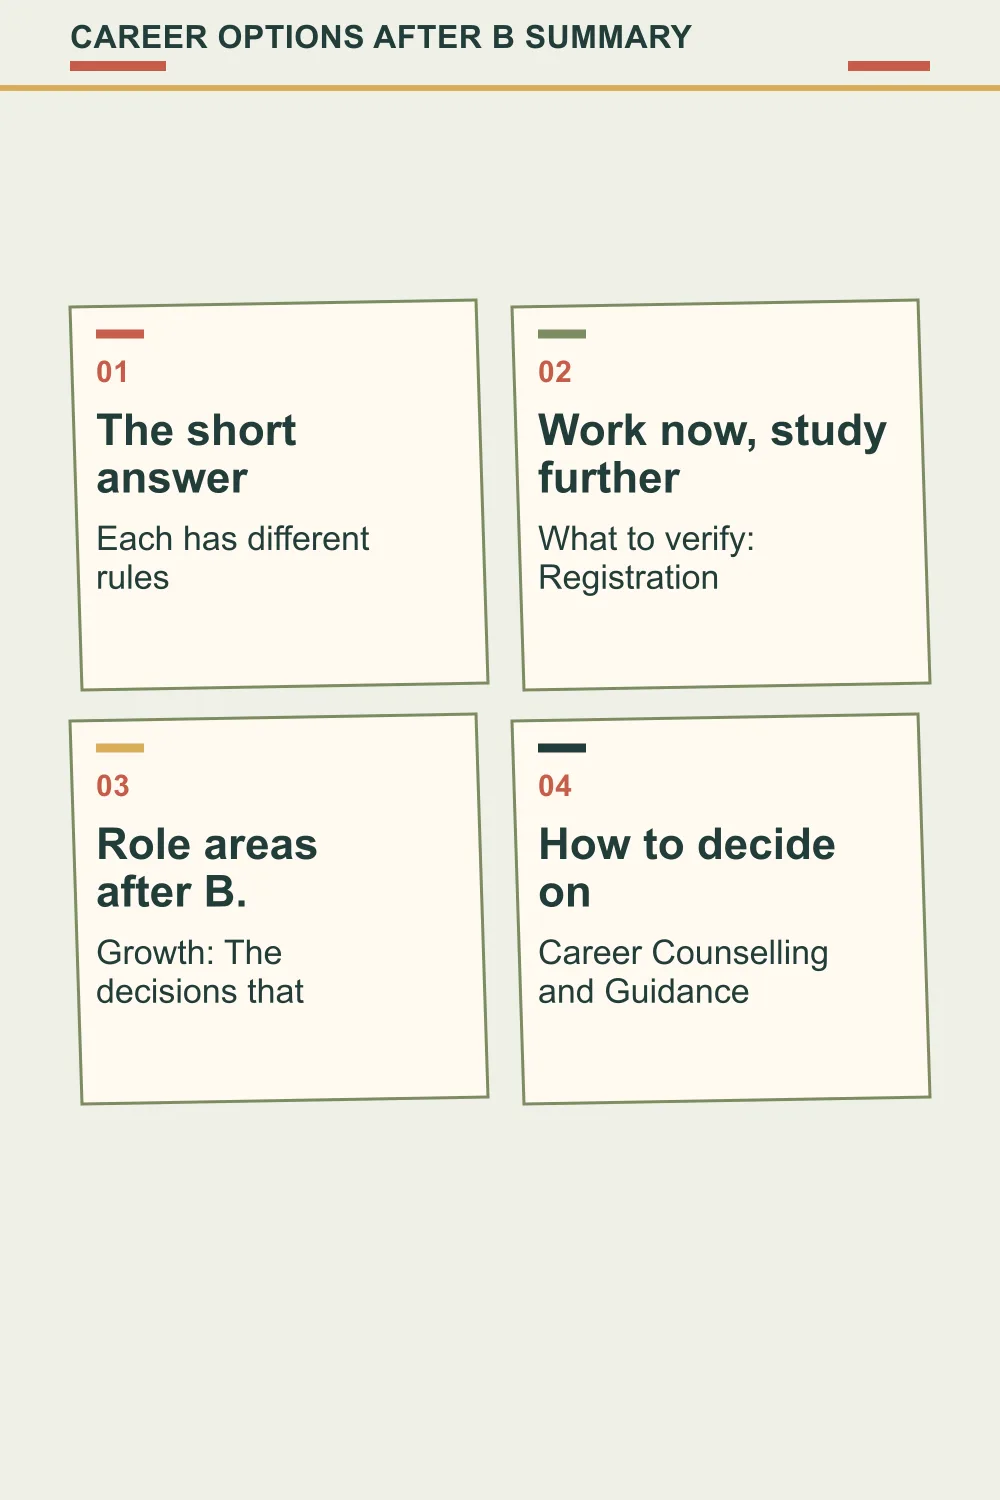 CAREER OPTIONS AFTER B SUMMARY
01
The short
answer
Each has different
rules
02
Work now, study
further
What to verify:
Registration
03
Role areas
after B.
Growth: The
decisions that
04
How to decide
on
Career Counselling
and Guidance